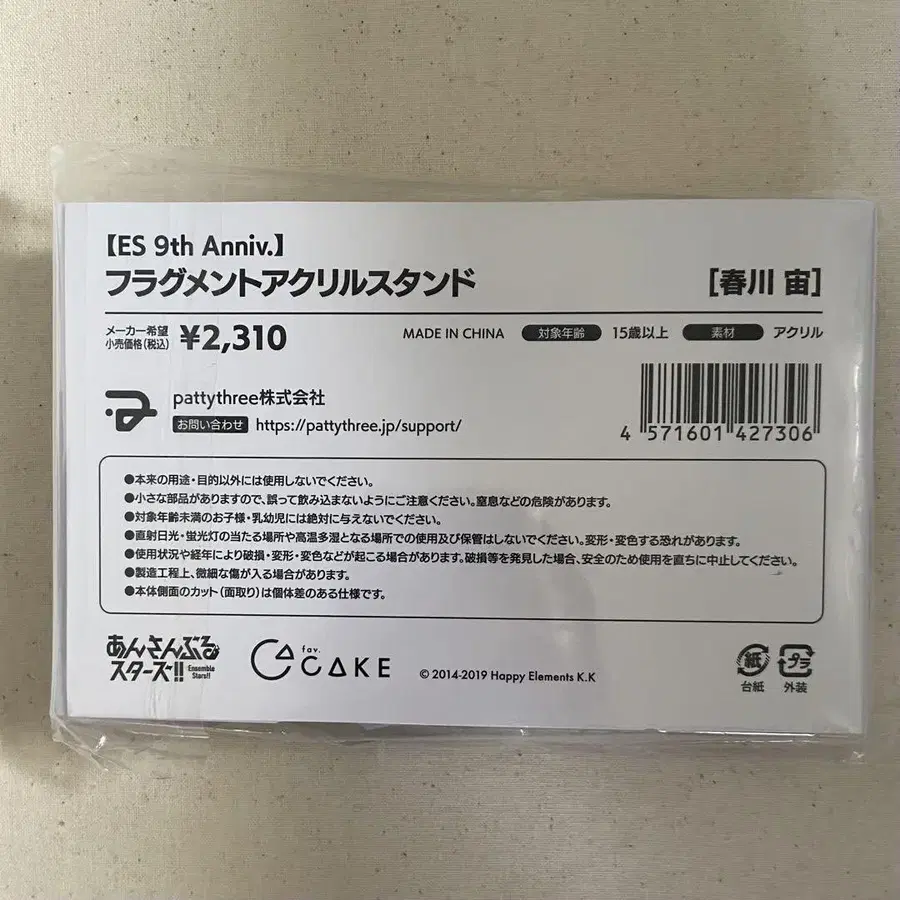 【ES 9th Anniv.】
フラグメントアクリルスタンド
[春川 宙]
メーカー希望
小売価格(税込)
¥2,310
MADE IN CHINA 対象年齢 15歳以上 素材 アクリル
pattythree株式会社
お問い合わせ https://pattythree.jp/support/
4 571601 427306
●本来の用途・目的以外には使用しないでください。
●小さな部品がありますので、誤って飲み込まないようにご注意ください。窒息などの危険があります。
●対象年齢未満のお子様・乳幼児には絶対に与えないでください。
●直射日光・蛍光灯の当たる場所や高温多湿となる場所での使用及び保管はしないでください。変形・変色する恐れがあります。
●使用状況や経年により破損・変形・変色などが起こる場合があります。破損等を発見した場合、安全のため使用を直ちに中止してください。
●製造工程上、微細な傷が入る場合があります。
●本体側面のカット(面取り)は個体差のある仕様です。
あんさんぶる
スターズ!!
Ensemble
Stars!!
fav.
CAKE
© 2014-2019 Happy Elements K.K
紙
台紙
プラ
外装